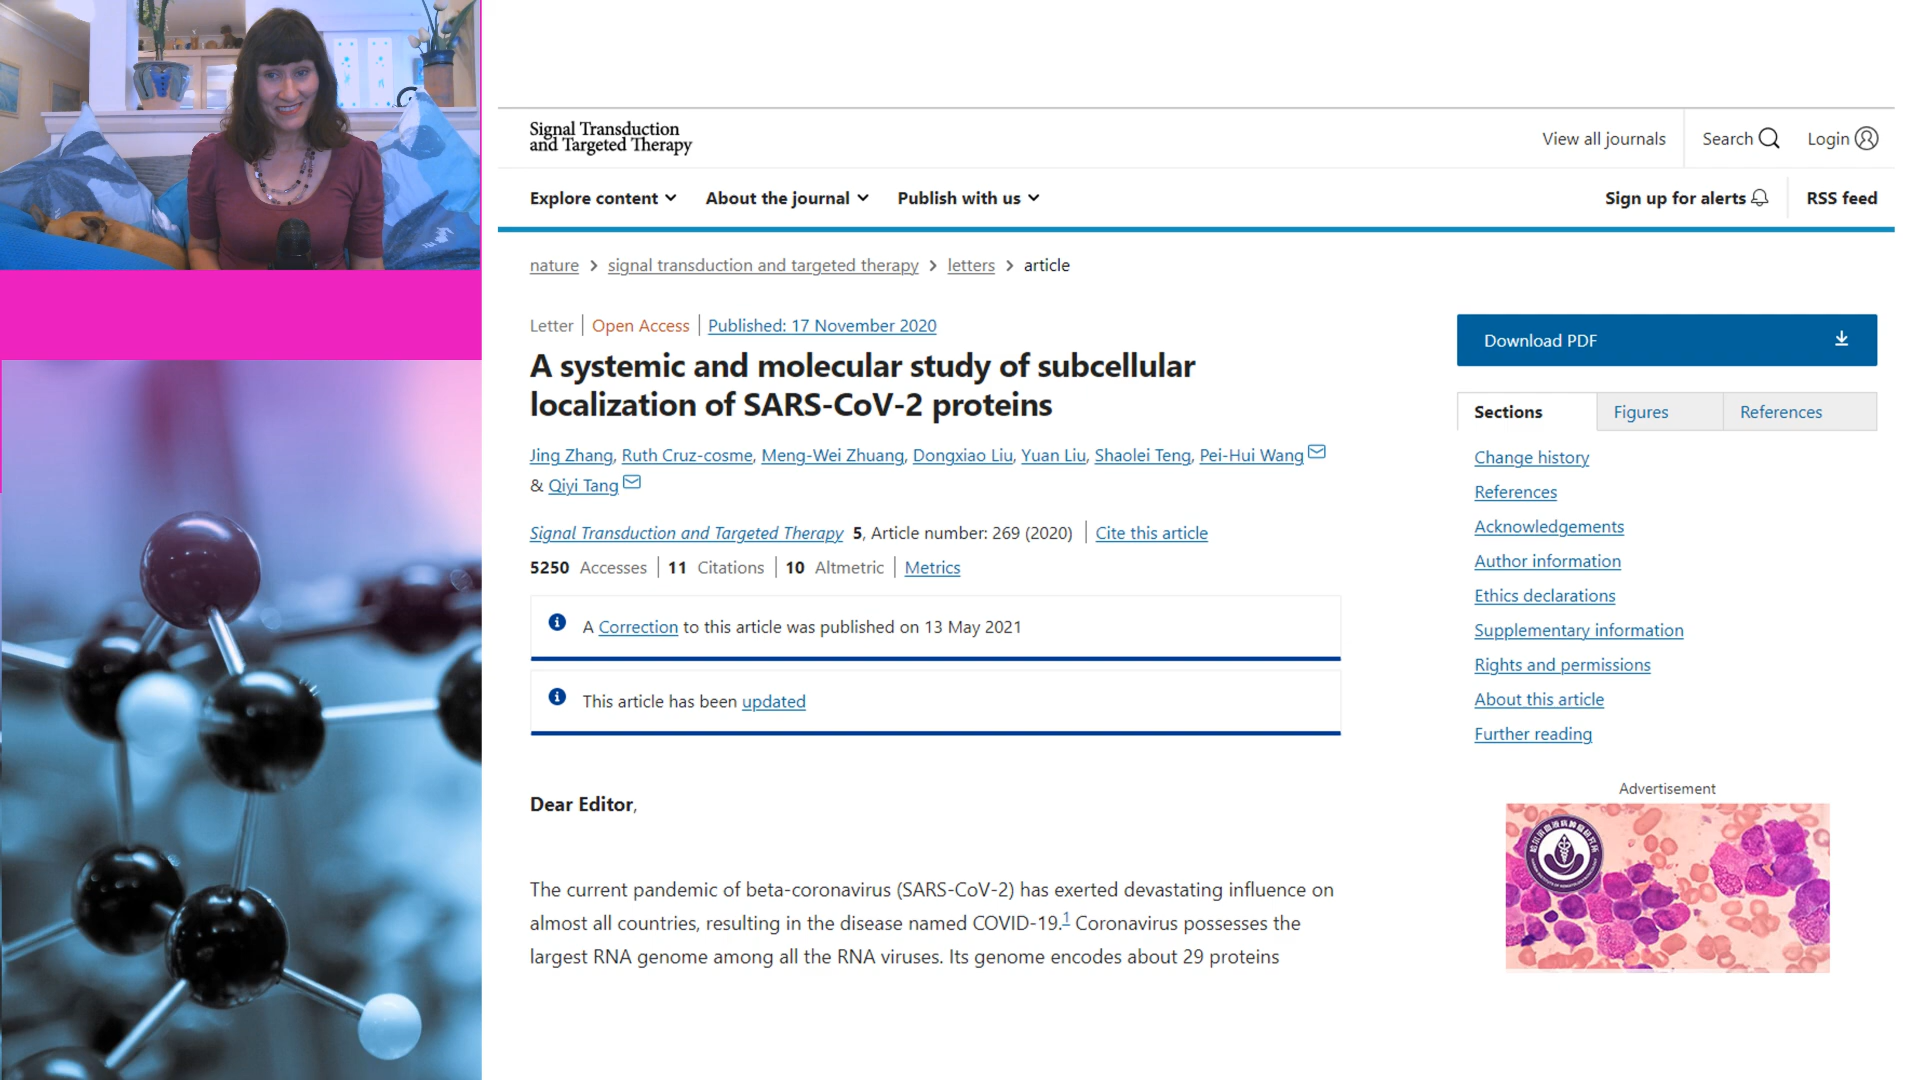 Signal Transduction
and Targeted Therapy
View all journals
Search
Login
Explore content
About the journal
Publish with us
Sign up for alerts
RSS feed
nature > signal transduction and targeted therapy > letters > article
Letter | Open Access | Published: 17 November 2020
A systemic and molecular study of subcellular
localization of SARS-CoV-2 proteins
Jing Zhang, Ruth Cruz-cosme, Meng-Wei Zhuang, Dongxiao Liu, Yuan Liu, Shaolei Teng, Pei-Hui Wang
& Qiyi Tang
Signal Transduction and Targeted Therapy 5, Article number: 269 (2020) | Cite this article
5250 Accesses | 11 Citations | 10 Altmetric | Metrics
A Correction to this article was published on 13 May 2021
This article has been updated
Dear Editor,
The current pandemic of beta-coronavirus (SARS-CoV-2) has exerted devastating influence on
almost all countries, resulting in the disease named COVID-19.1 Coronavirus possesses the
largest RNA genome among all the RNA viruses. Its genome encodes about 29 proteins
Download PDF
Sections
Figures
References
Change history
References
Acknowledgements
Author information
Ethics declarations
Supplementary information
Rights and permissions
About this article
Further reading
Advertisement